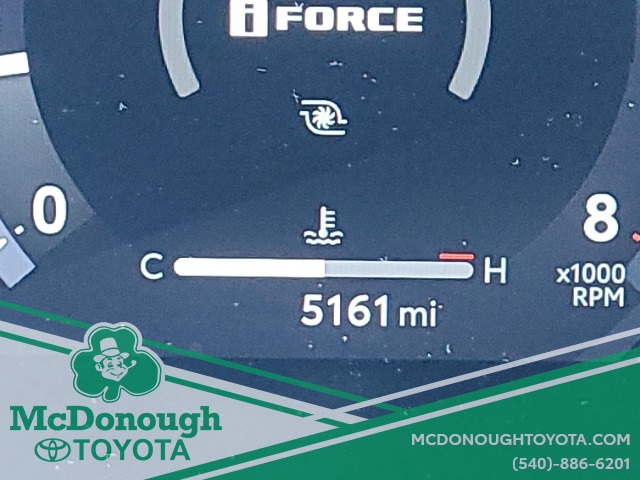 i FORCE
0
8
C
H
x1000
RPM
5161 mi
McDonough
TOYOTA
MCDONOUGHTOYOTA.COM
(540)-886-6201